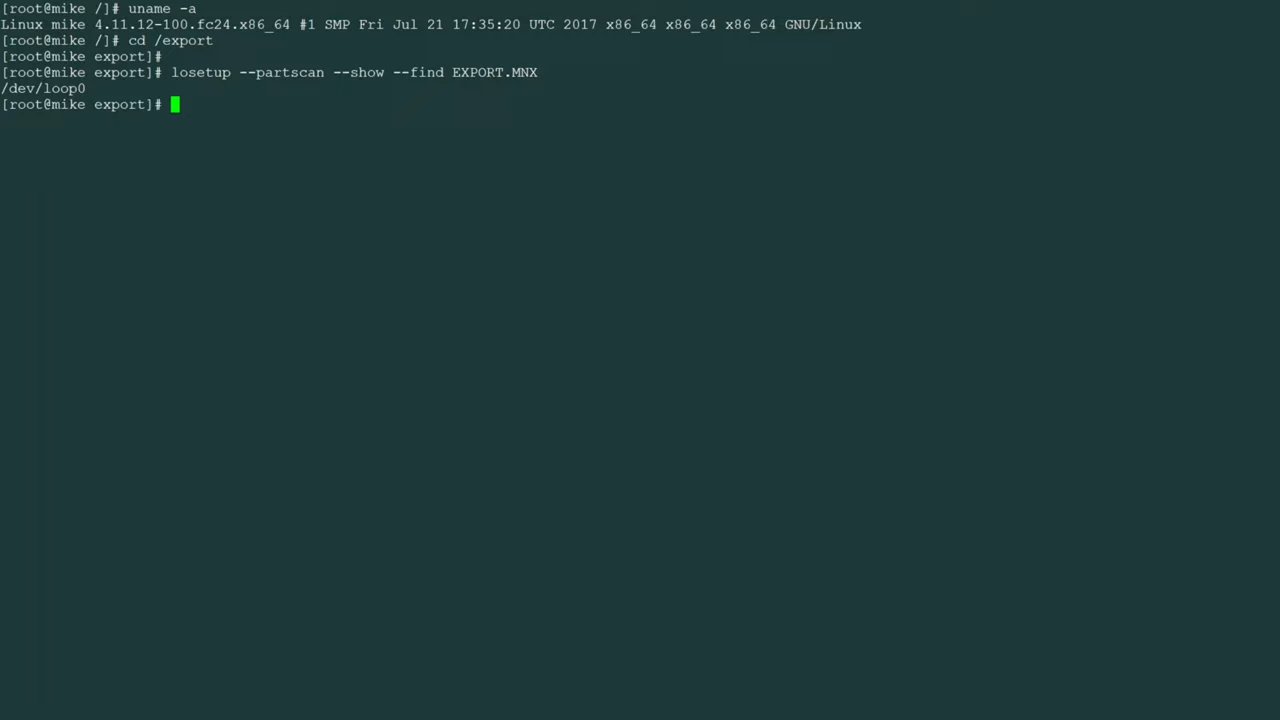 [root@mike /]# uname -a
Linux mike 4.11.12-100.fc24.x86_64 #1 SMP Fri Jul 21 17:35:20 UTC 2017 x86_64 x86_64 x86_64 GNU/Linux
[root@mike /]# cd /export
[root@mike export]#
[root@mike export]# losetup --partscan --show --find EXPORT.MNX
/dev/loop0
[root@mike export]#